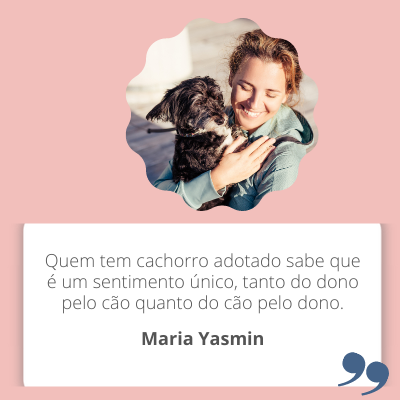 Quem tem cachorro adotado sabe que
é um sentimento único, tanto do dono
pelo cão quanto do cão pelo dono.
Maria Yasmin